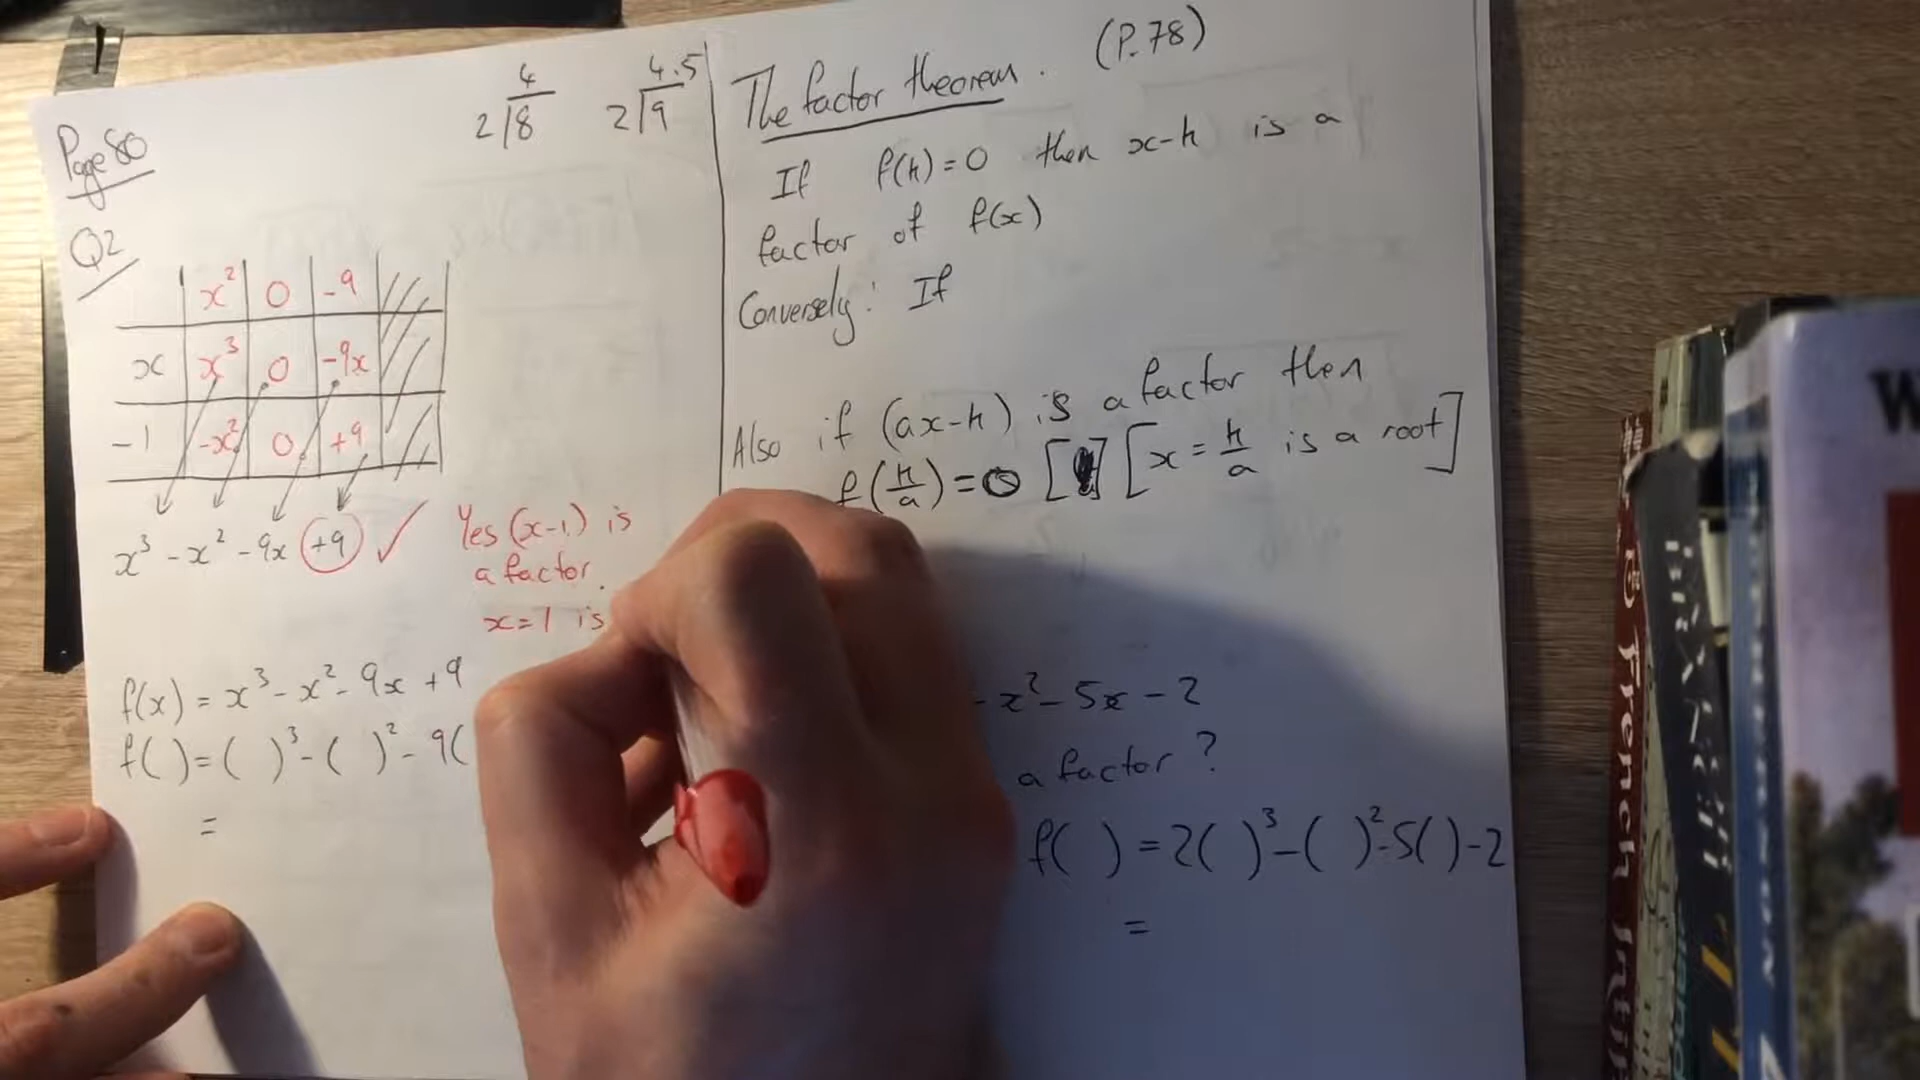 Page 80
Q2
4
2|8
4.5
2|9
x² 0 -9
x x³ 0 -9x
-1 -x² 0 +9
x³ - x² - 9x +9 ✓
Yes (x-1) is
a factor.
x=1 is
f(x) = x³ - x² - 9x + 9
f( ) = ( )³ - ( )² - 9(
=
The factor theorem. (P.78)
If f(h)=0 then x-h is a
factor of f(x)
Conversely: If
Also if (ax-h) is a factor then
f(h/a)=0 [x = h/a is a root]
- x² - 5x - 2
a factor?
f( ) = 2( )³ - ( )² - 5( ) - 2
=
French
W